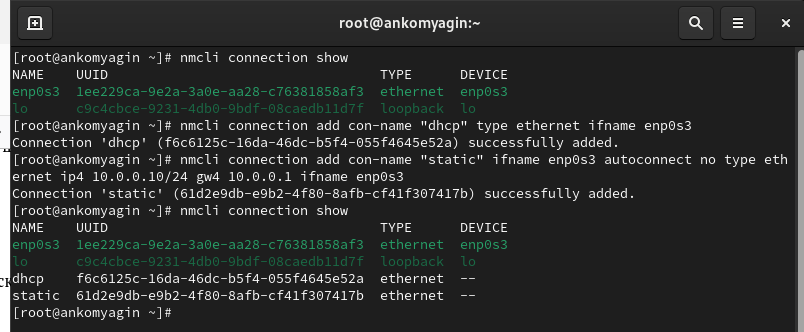 root@ankomyagin:~
[root@ankomyagin ~]# nmcli connection show
NAME    UUID                                  TYPE      DEVICE
enp0s3  1ee229ca-9e2a-3a0e-aa28-c76381858af3  ethernet  enp0s3
lo      c9c4cbce-9231-4db0-9bdf-08caedb11d7f  loopback  lo
[root@ankomyagin ~]# nmcli connection add con-name "dhcp" type ethernet ifname enp0s3
Connection 'dhcp' (f6c6125c-16da-46dc-b5f4-055f4645e52a) successfully added.
[root@ankomyagin ~]# nmcli connection add con-name "static" ifname enp0s3 autoconnect no type eth
ernet ip4 10.0.0.10/24 gw4 10.0.0.1 ifname enp0s3
Connection 'static' (61d2e9db-e9b2-4f80-8afb-cf41f307417b) successfully added.
[root@ankomyagin ~]# nmcli connection show
NAME    UUID                                  TYPE      DEVICE
enp0s3  1ee229ca-9e2a-3a0e-aa28-c76381858af3  ethernet  enp0s3
lo      c9c4cbce-9231-4db0-9bdf-08caedb11d7f  loopback  lo
dhcp    f6c6125c-16da-46dc-b5f4-055f4645e52a  ethernet  --
static  61d2e9db-e9b2-4f80-8afb-cf41f307417b  ethernet  --
[root@ankomyagin ~]#